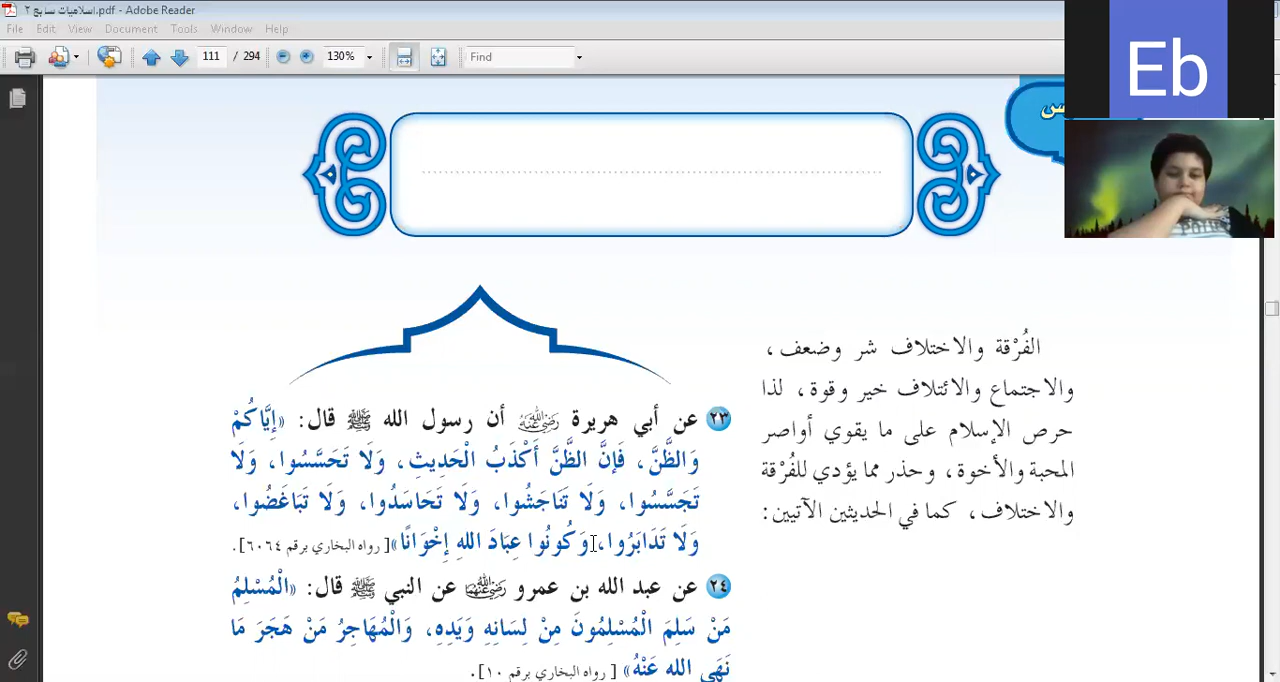 اسلاميات سابع ٢.pdf - Adobe Reader
File Edit View Document Tools Window Help
111 / 294 130% Find
Eb
الفُرْقة والاختلاف شر وضعف،
والاجتماع والائتلاف خير وقوة، لذا
حرص الإسلام على ما يقوي أواصر
المحبة والأخوة، وحذر مما يؤدي للفُرْقة
والاختلاف، كما في الحديثين الآتيين:
٢٣ عن أبي هريرة رضي الله عنه أن رسول الله ﷺ قال: «إِيَّاكُمْ
وَالظَّنَّ، فَإِنَّ الظَّنَّ أَكْذَبُ الْحَدِيثِ، وَلَا تَحَسَّسُوا، وَلَا
تَجَسَّسُوا، وَلَا تَنَاجَشُوا، وَلَا تَحَاسَدُوا، وَلَا تَبَاغَضُوا،
وَلَا تَدَابَرُوا، وَكُونُوا عِبَادَ اللهِ إِخْوَانًا» [رواه البخاري برقم ٦٠٦٤].
٢٤ عن عبد الله بن عمرو رضي الله عنهما عن النبي ﷺ قال: «الْمُسْلِمُ
مَنْ سَلِمَ الْمُسْلِمُونَ مِنْ لِسَانِهِ وَيَدِهِ، وَالْمُهَاجِرُ مَنْ هَجَرَ مَا
نَهَى الله عَنْهُ» [رواه البخاري برقم ١٠].